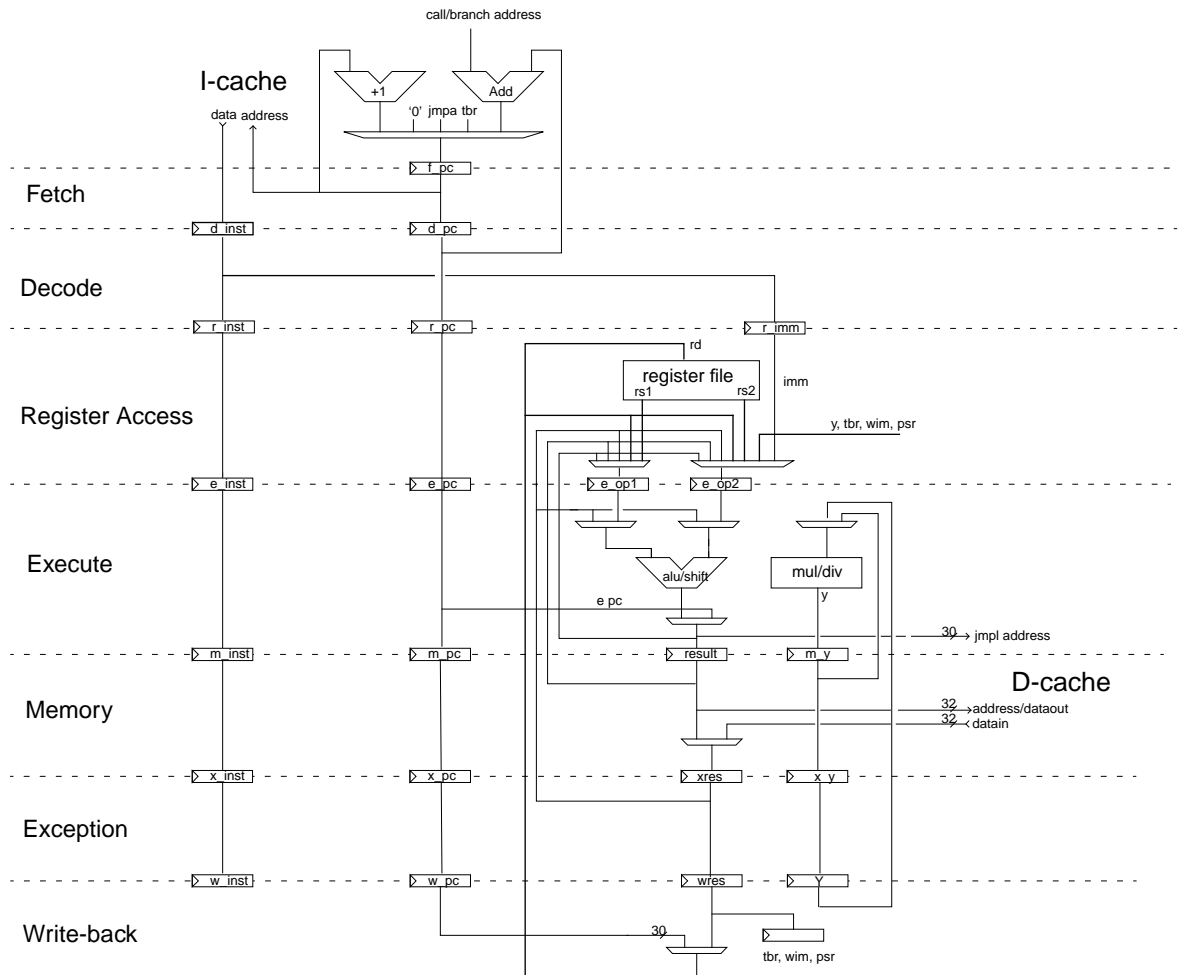 call/branch address
I-cache
+1
Add
data address
'0' jmpa tbr
f_pc
Fetch
d_inst
d_pc
Decode
r_inst
r_pc
r_imm
rd
register file
rs1
rs2
imm
Register Access
y, tbr, wim, psr
e_inst
e_pc
e_op1
e_op2
Execute
alu/shift
mul/div
y
e pc
30
jmpl address
m_inst
m_pc
result
m_y
D-cache
Memory
32
address/dataout
32
datain
x_inst
x_pc
xres
x_y
Exception
w_inst
w_pc
wres
Y
Write-back
30
tbr, wim, psr